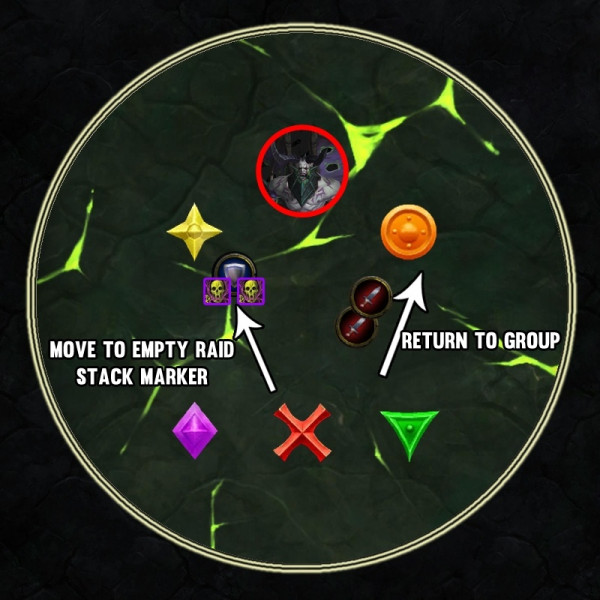 MOVE TO EMPTY RAID
STACK MARKER
RETURN TO GROUP